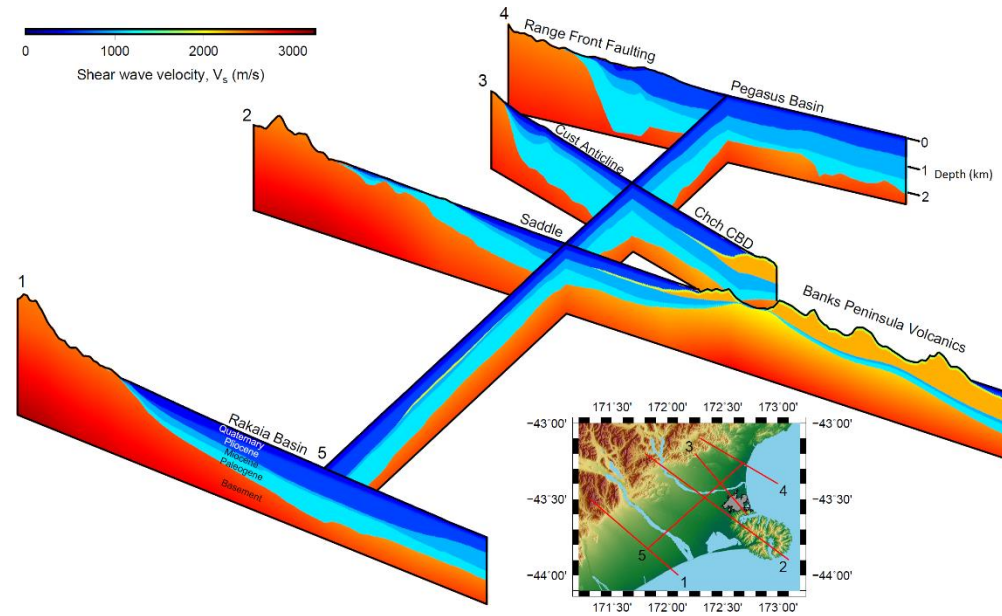 0 1000 2000 3000
Shear wave velocity, Vs (m/s)
4
Range Front Faulting
Pegasus Basin
3
Cust Anticline
0
1
2
Depth (km)
2
Saddle
Chch CBD
Banks Peninsula Volcanics
1
Rakaia Basin
5
Quaternary
Pliocene
Miocene
Paleogene
Basement
171˚30' 172˚00' 172˚30' 173˚00'
−43˚00' −43˚00'
3
4
−43˚30' −43˚30'
5
1
2
−44˚00' −44˚00'
171˚30' 172˚00' 172˚30' 173˚00'